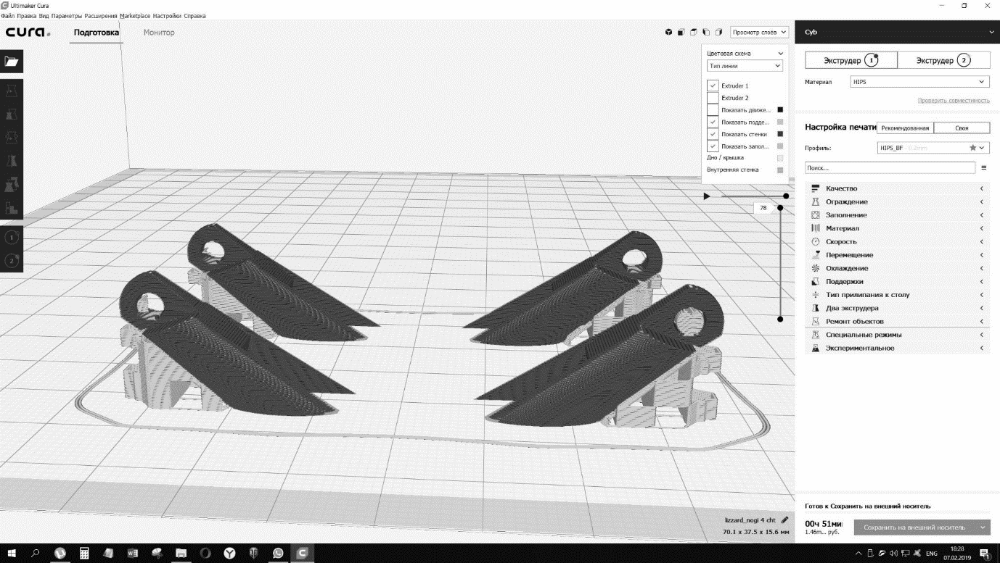 Ultimaker Cura
Файл Правка Вид Параметры Расширения Marketplace Настройки Справка
cura.
Подготовка
Монитор
Просмотр слоёв
Cyb
Цветовая схема
Тип линии
Extruder 1
Extruder 2
Показать движе...
Показать подде...
Показать стенки
Показать запол...
Дно / крышка
Внутренняя стенка
78
Экструдер 1
Экструдер 2
Материал
HIPS
Проверить совместимость
Настройка печати
Рекомендованная
Своя
Профиль:
HIPS_BF - 0.2mm
Поиск...
Качество
Ограждение
Заполнение
Материал
Скорость
Перемещение
Охлаждение
Поддержки
Тип прилипания к столу
Два экструдера
Ремонт объектов
Специальные режимы
Экспериментальное
1
2
lizzard_nogi 4 cht
70.1 x 37.5 x 15.6 мм
Готов к Сохранить на внешний носитель
00ч 51ми
1.46m... руб.
Сохранить на внешний носитель
ENG
18:28
07.02.2019
1